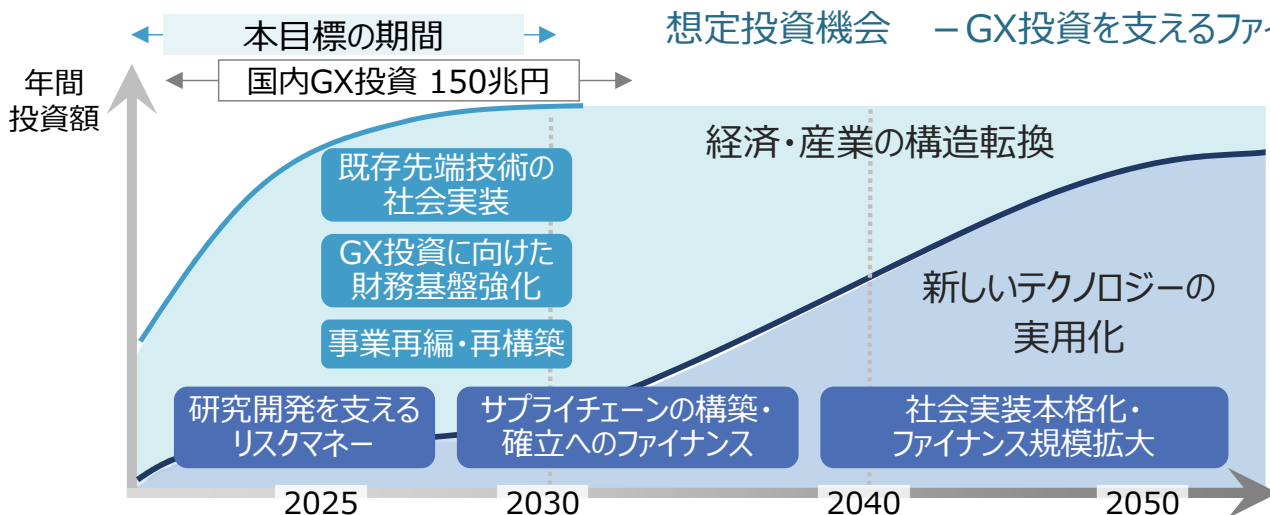 想定投資機会 －GX投資を支えるファイ
本目標の期間
国内GX投資 150兆円
年間
投資額
経済・産業の構造転換
既存先端技術の
社会実装
GX投資に向けた
財務基盤強化
事業再編・再構築
新しいテクノロジーの
実用化
研究開発を支える
リスクマネー
サプライチェーンの構築・
確立へのファイナンス
社会実装本格化・
ファイナンス規模拡大
2025
2030
2040
2050